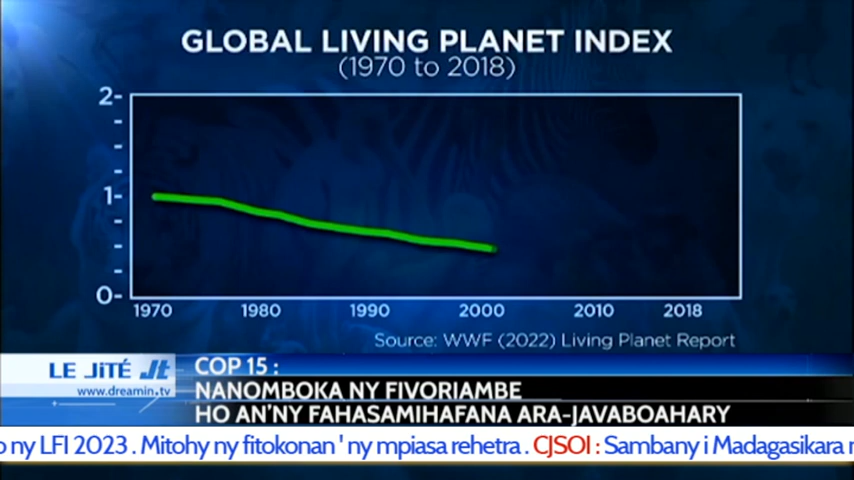 GLOBAL LIVING PLANET INDEX
(1970 to 2018)
2-
1-
0-
1970 1980 1990 2000 2010 2018
Source: WWF (2022) Living Planet Report
LE JiTÉ Jt
www.dreamin.tv
COP 15 :
NANOMBOKA NY FIVORIAMBE
HO AN'NY FAHASAMIHAFANA ARA-JAVABOAHARY
ny LFI 2023 . Mitohy ny fitokonan ' ny mpiasa rehetra . CJSOI : Sambany i Madagasikara